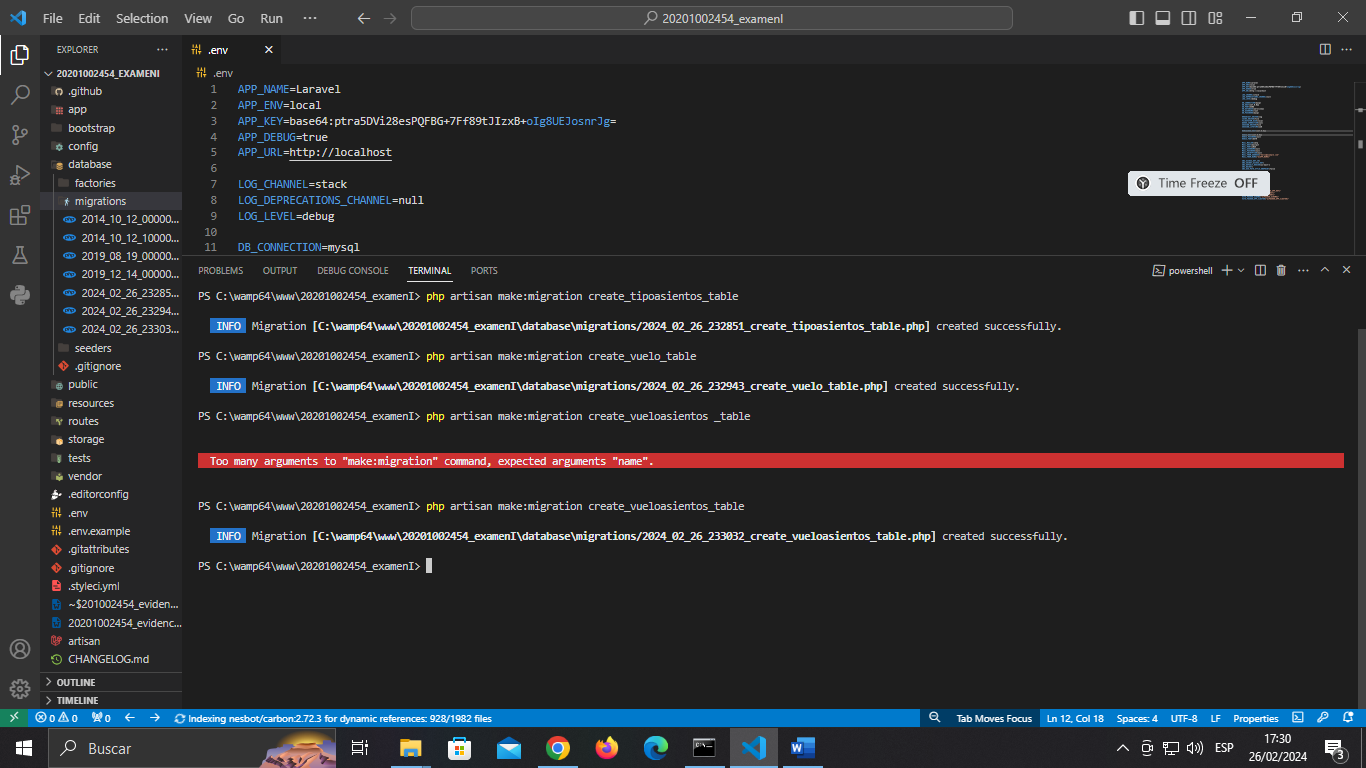 File Edit Selection View Go Run ··· 20201002454_examenI
EXPLORER ···
20201002454_EXAMENI
.github
app
bootstrap
config
database
factories
migrations
2014_10_12_00000...
2014_10_12_10000...
2019_08_19_00000...
2019_12_14_00000...
2024_02_26_23285...
2024_02_26_23294...
2024_02_26_23303...
seeders
.gitignore
public
resources
routes
storage
tests
vendor
.editorconfig
.env
.env.example
.gitattributes
.gitignore
.styleci.yml
~$201002454_eviden...
20201002454_evidenc...
artisan
CHANGELOG.md
OUTLINE
TIMELINE
.env
.env
1 APP_NAME=Laravel
2 APP_ENV=local
3 APP_KEY=base64:ptra5DVi28esPQFBG+7Ff89tJIzxB+oIg8UEJosnrJg=
4 APP_DEBUG=true
5 APP_URL=http://localhost
6
7 LOG_CHANNEL=stack
8 LOG_DEPRECATIONS_CHANNEL=null
9 LOG_LEVEL=debug
10
11 DB_CONNECTION=mysql
Time Freeze OFF
PROBLEMS OUTPUT DEBUG CONSOLE TERMINAL PORTS powershell
PS C:\wamp64\www\20201002454_examenI> php artisan make:migration create_tipoasientos_table
INFO Migration [C:\wamp64\www\20201002454_examenI\database\migrations/2024_02_26_232851_create_tipoasientos_table.php] created successfully.
PS C:\wamp64\www\20201002454_examenI> php artisan make:migration create_vuelo_table
INFO Migration [C:\wamp64\www\20201002454_examenI\database\migrations/2024_02_26_232943_create_vuelo_table.php] created successfully.
PS C:\wamp64\www\20201002454_examenI> php artisan make:migration create_vueloasientos _table
Too many arguments to "make:migration" command, expected arguments "name".
PS C:\wamp64\www\20201002454_examenI> php artisan make:migration create_vueloasientos_table
INFO Migration [C:\wamp64\www\20201002454_examenI\database\migrations/2024_02_26_233032_create_vueloasientos_table.php] created successfully.
PS C:\wamp64\www\20201002454_examenI>
0 0 0 Indexing nesbot/carbon:2.72.3 for dynamic references: 928/1982 files Tab Moves Focus Ln 12, Col 18 Spaces: 4 UTF-8 LF Properties
Buscar
ESP
17:30
26/02/2024
3